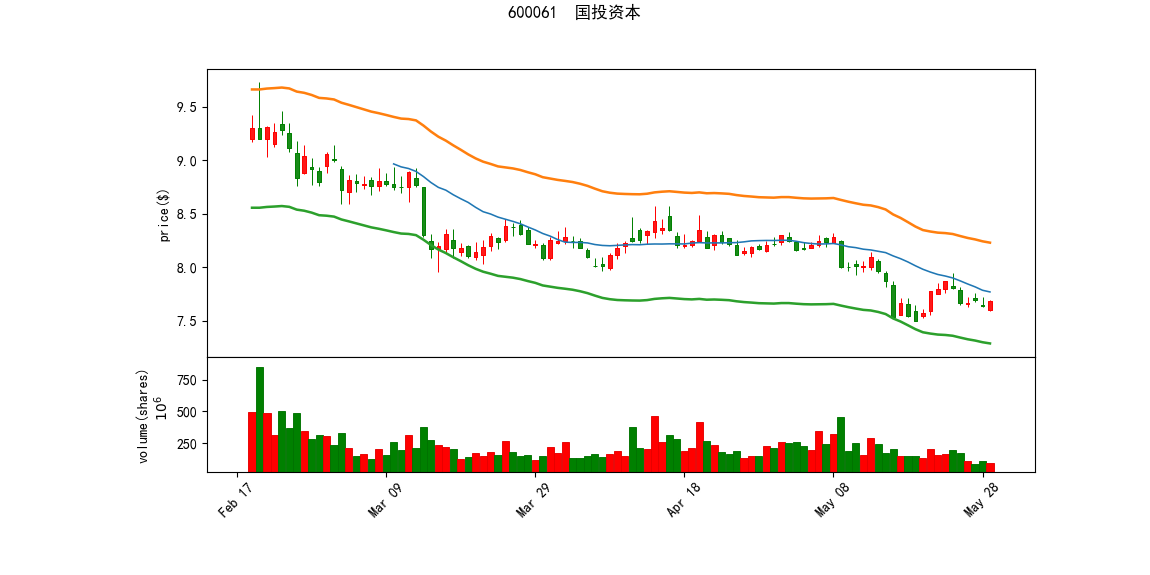 600061 国投资本
price($)
9.5
9.0
8.5
8.0
7.5
volume(shares)
10^6
750
500
250
Feb 17
Mar 09
Mar 29
Apr 18
May 08
May 28